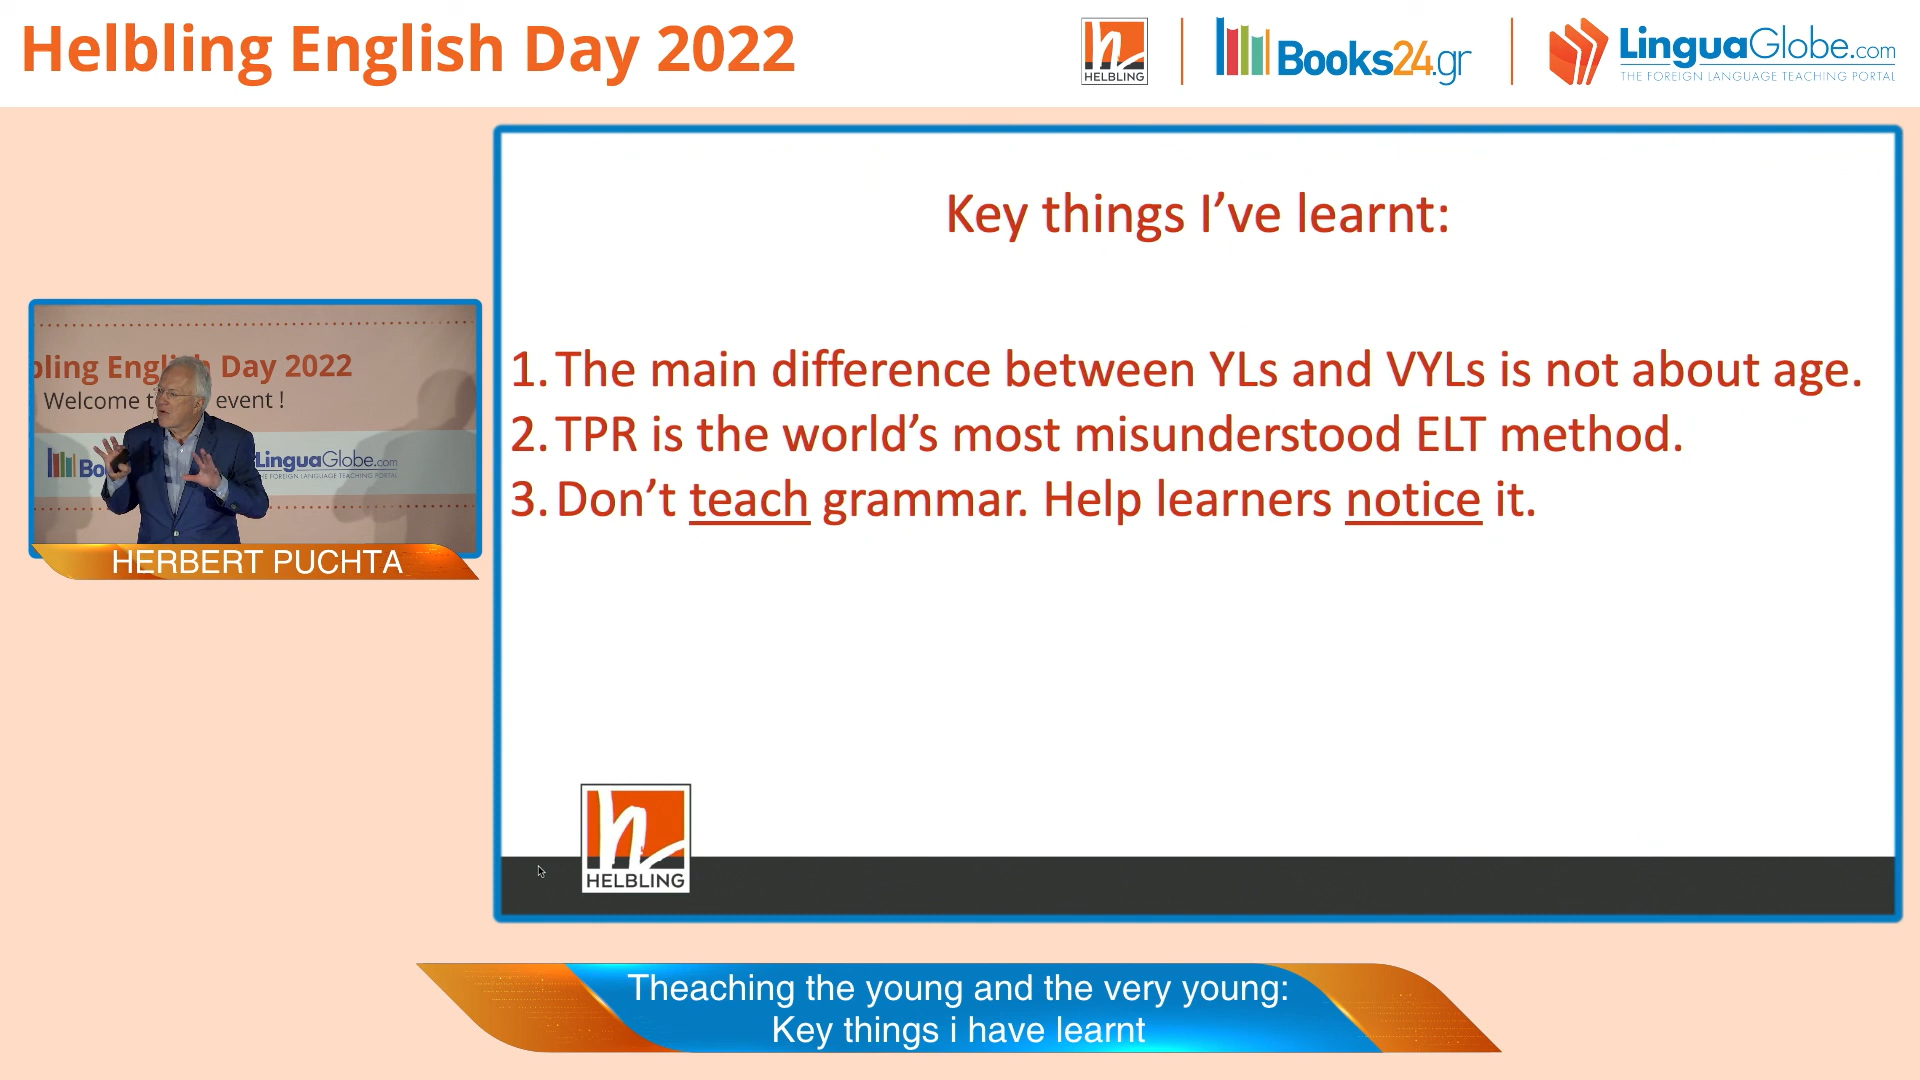 Helbling English Day 2022
HELBLING
Books24.gr
LinguaGlobe.com
THE FOREIGN LANGUAGE TEACHING PORTAL
Key things I've learnt:
1. The main difference between YLs and VYLs is not about age.
2. TPR is the world's most misunderstood ELT method.
3. Don't teach grammar. Help learners notice it.
HELBLING
bling Engli Day 2022
Welcome t event !
Bo
LinguaGlobe.com
THE FOREIGN LANGUAGE TEACHING PORTAL
HERBERT PUCHTA
Theaching the young and the very young:
Key things i have learnt